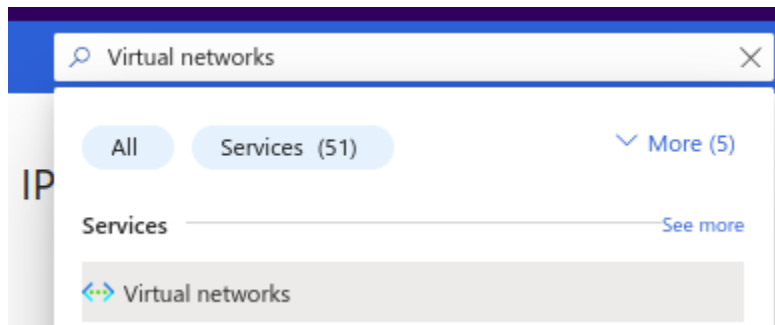 Virtual networks
All Services (51) More (5)
IP
Services See more
Virtual networks